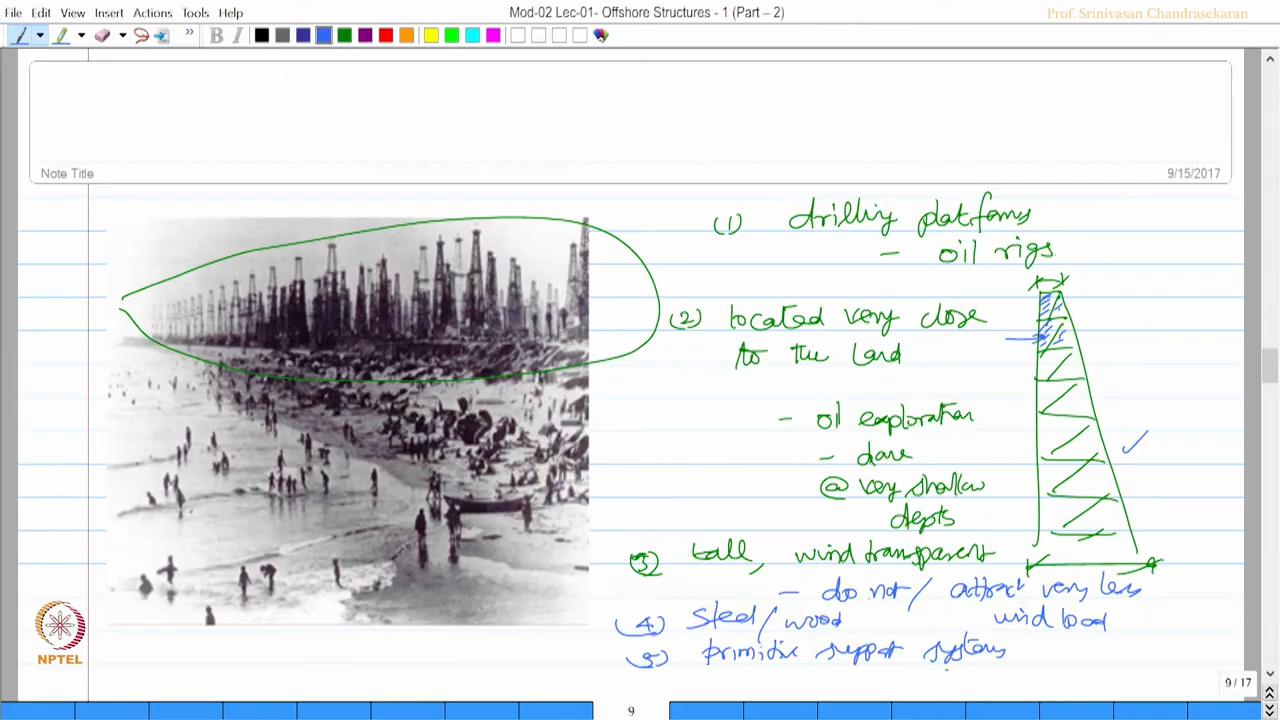 File Edit View Insert Actions Tools Help
Mod-02 Lec-01- Offshore Structures - 1 (Part – 2)
Prof. Srinivasan Chandrasekaran
B I
Note Title
9/15/2017
(1) drilling platforms
- oil rigs
(2) located very close
to the land
- oil exploration
- done
@ very shallow
depts
(3) tall, wind transparent
- do not / attract very less
wind load
(4) steel / wood
(5) primitive support systems
NPTEL
9 / 17
9